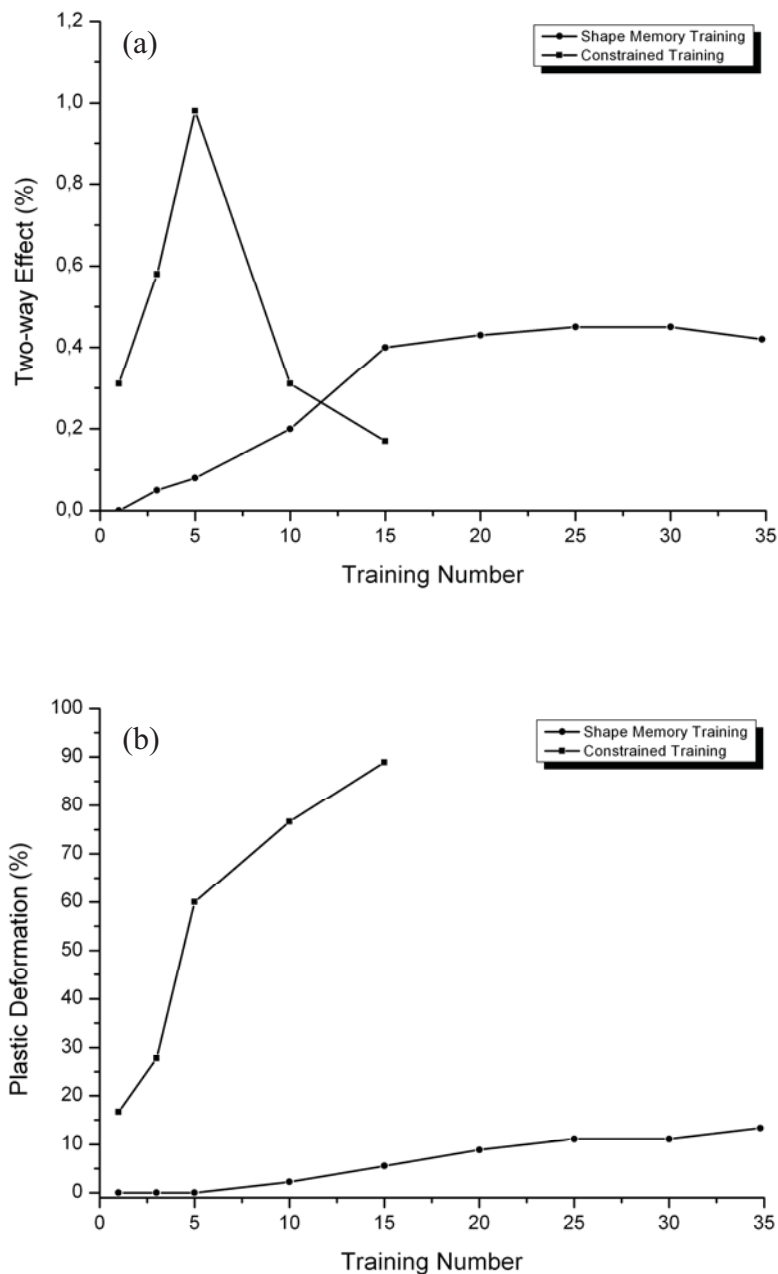 (a)
Shape Memory Training
Constrained Training
Two-way Effect (%)
1,2
1,0
0,8
0,6
0,4
0,2
0,0
0 5 10 15 20 25 30 35
Training Number
(b)
Shape Memory Training
Constrained Training
Plastic Deformation (%)
100
90
80
70
60
50
40
30
20
10
0
0 5 10 15 20 25 30 35
Training Number